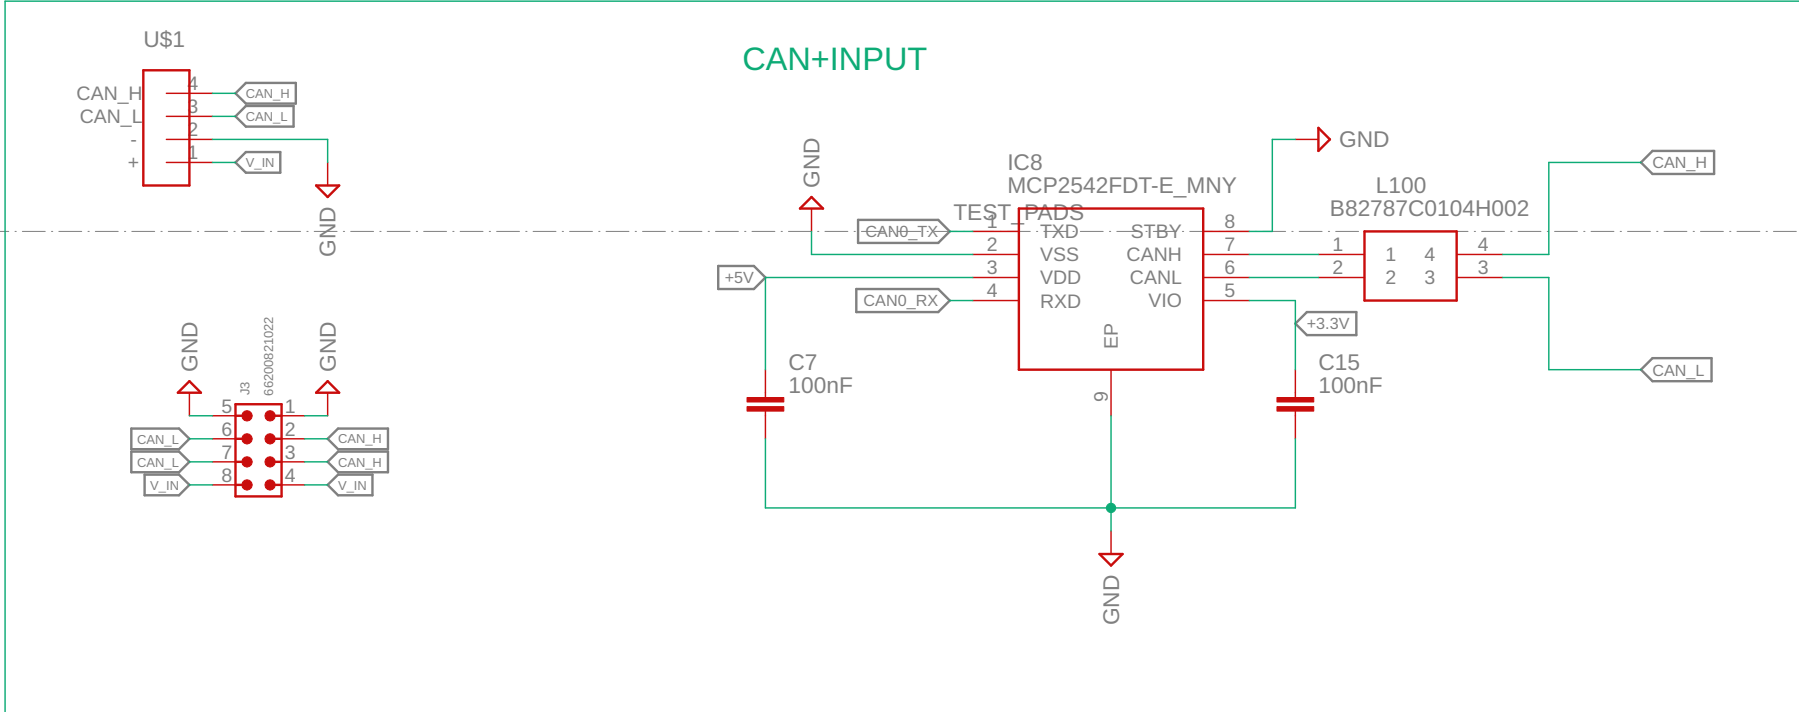 U$1
CAN+INPUT
CAN_H
4
CAN_H
CAN_L
3
CAN_L
-
2
+
1
V_IN
GND
GND
GND
IC8
MCP2542FDT-E_MNY
TEST_PADS
CAN0_TX
1
TXD
STBY
8
2
VSS
CANH
7
+5V
3
VDD
CANL
6
CAN0_RX
4
RXD
VIO
5
EP
9
+3.3V
L100
B82787C0104H002
1
1
4
4
2
2
3
3
CAN_H
CAN_L
C7
100nF
C15
100nF
GND
GND
GND
J3
66200821022
5
1
CAN_L
6
2
CAN_H
CAN_L
7
3
CAN_H
V_IN
8
4
V_IN